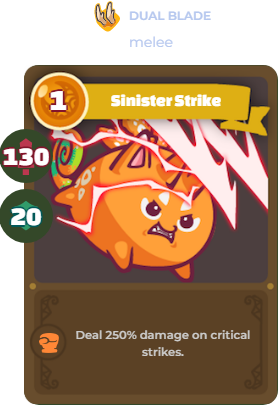 DUAL BLADE
melee
1
Sinister Strike
130
20
Deal 250% damage on critical
strikes.